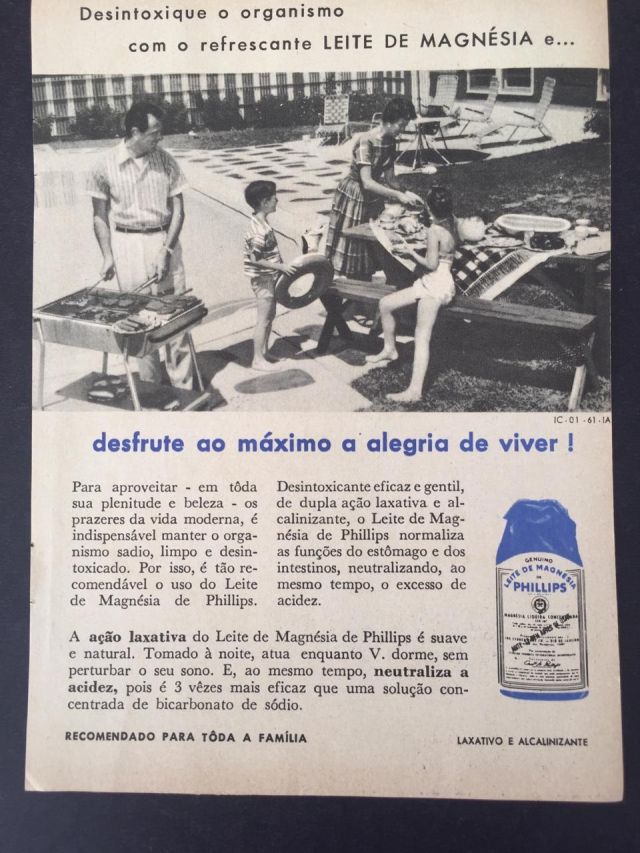 Desintoxique o organismo
com o refrescante LEITE DE MAGNÉSIA e...
IC-01-61-IA
desfrute ao máximo a alegria de viver !
Para aproveitar - em tôda
sua plenitude e beleza - os
prazeres da vida moderna, é
indispensável manter o orga-
nismo sadio, limpo e desin-
toxicado. Por isso, é tão re-
comendável o uso do Leite
de Magnésia de Phillips.
Desintoxicante eficaz e gentil,
de dupla ação laxativa e al-
calinizante, o Leite de Mag-
nésia de Phillips normaliza
as funções do estômago e dos
intestinos, neutralizando, ao
mesmo tempo, o excesso de
acidez.
GENUINO
LEITE DE MAGNÉSIA
DE
PHILLIPS
MAGNÉSIA LÍQUIDA CONCENTRADA
A ação laxativa do Leite de Magnésia de Phillips é suave
e natural. Tomado à noite, atua enquanto V. dorme, sem
perturbar o seu sono. E, ao mesmo tempo, neutraliza a
acidez, pois é 3 vêzes mais eficaz que uma solução con-
centrada de bicarbonato de sódio.
RECOMENDADO PARA TÔDA A FAMÍLIA
LAXATIVO E ALCALINIZANTE